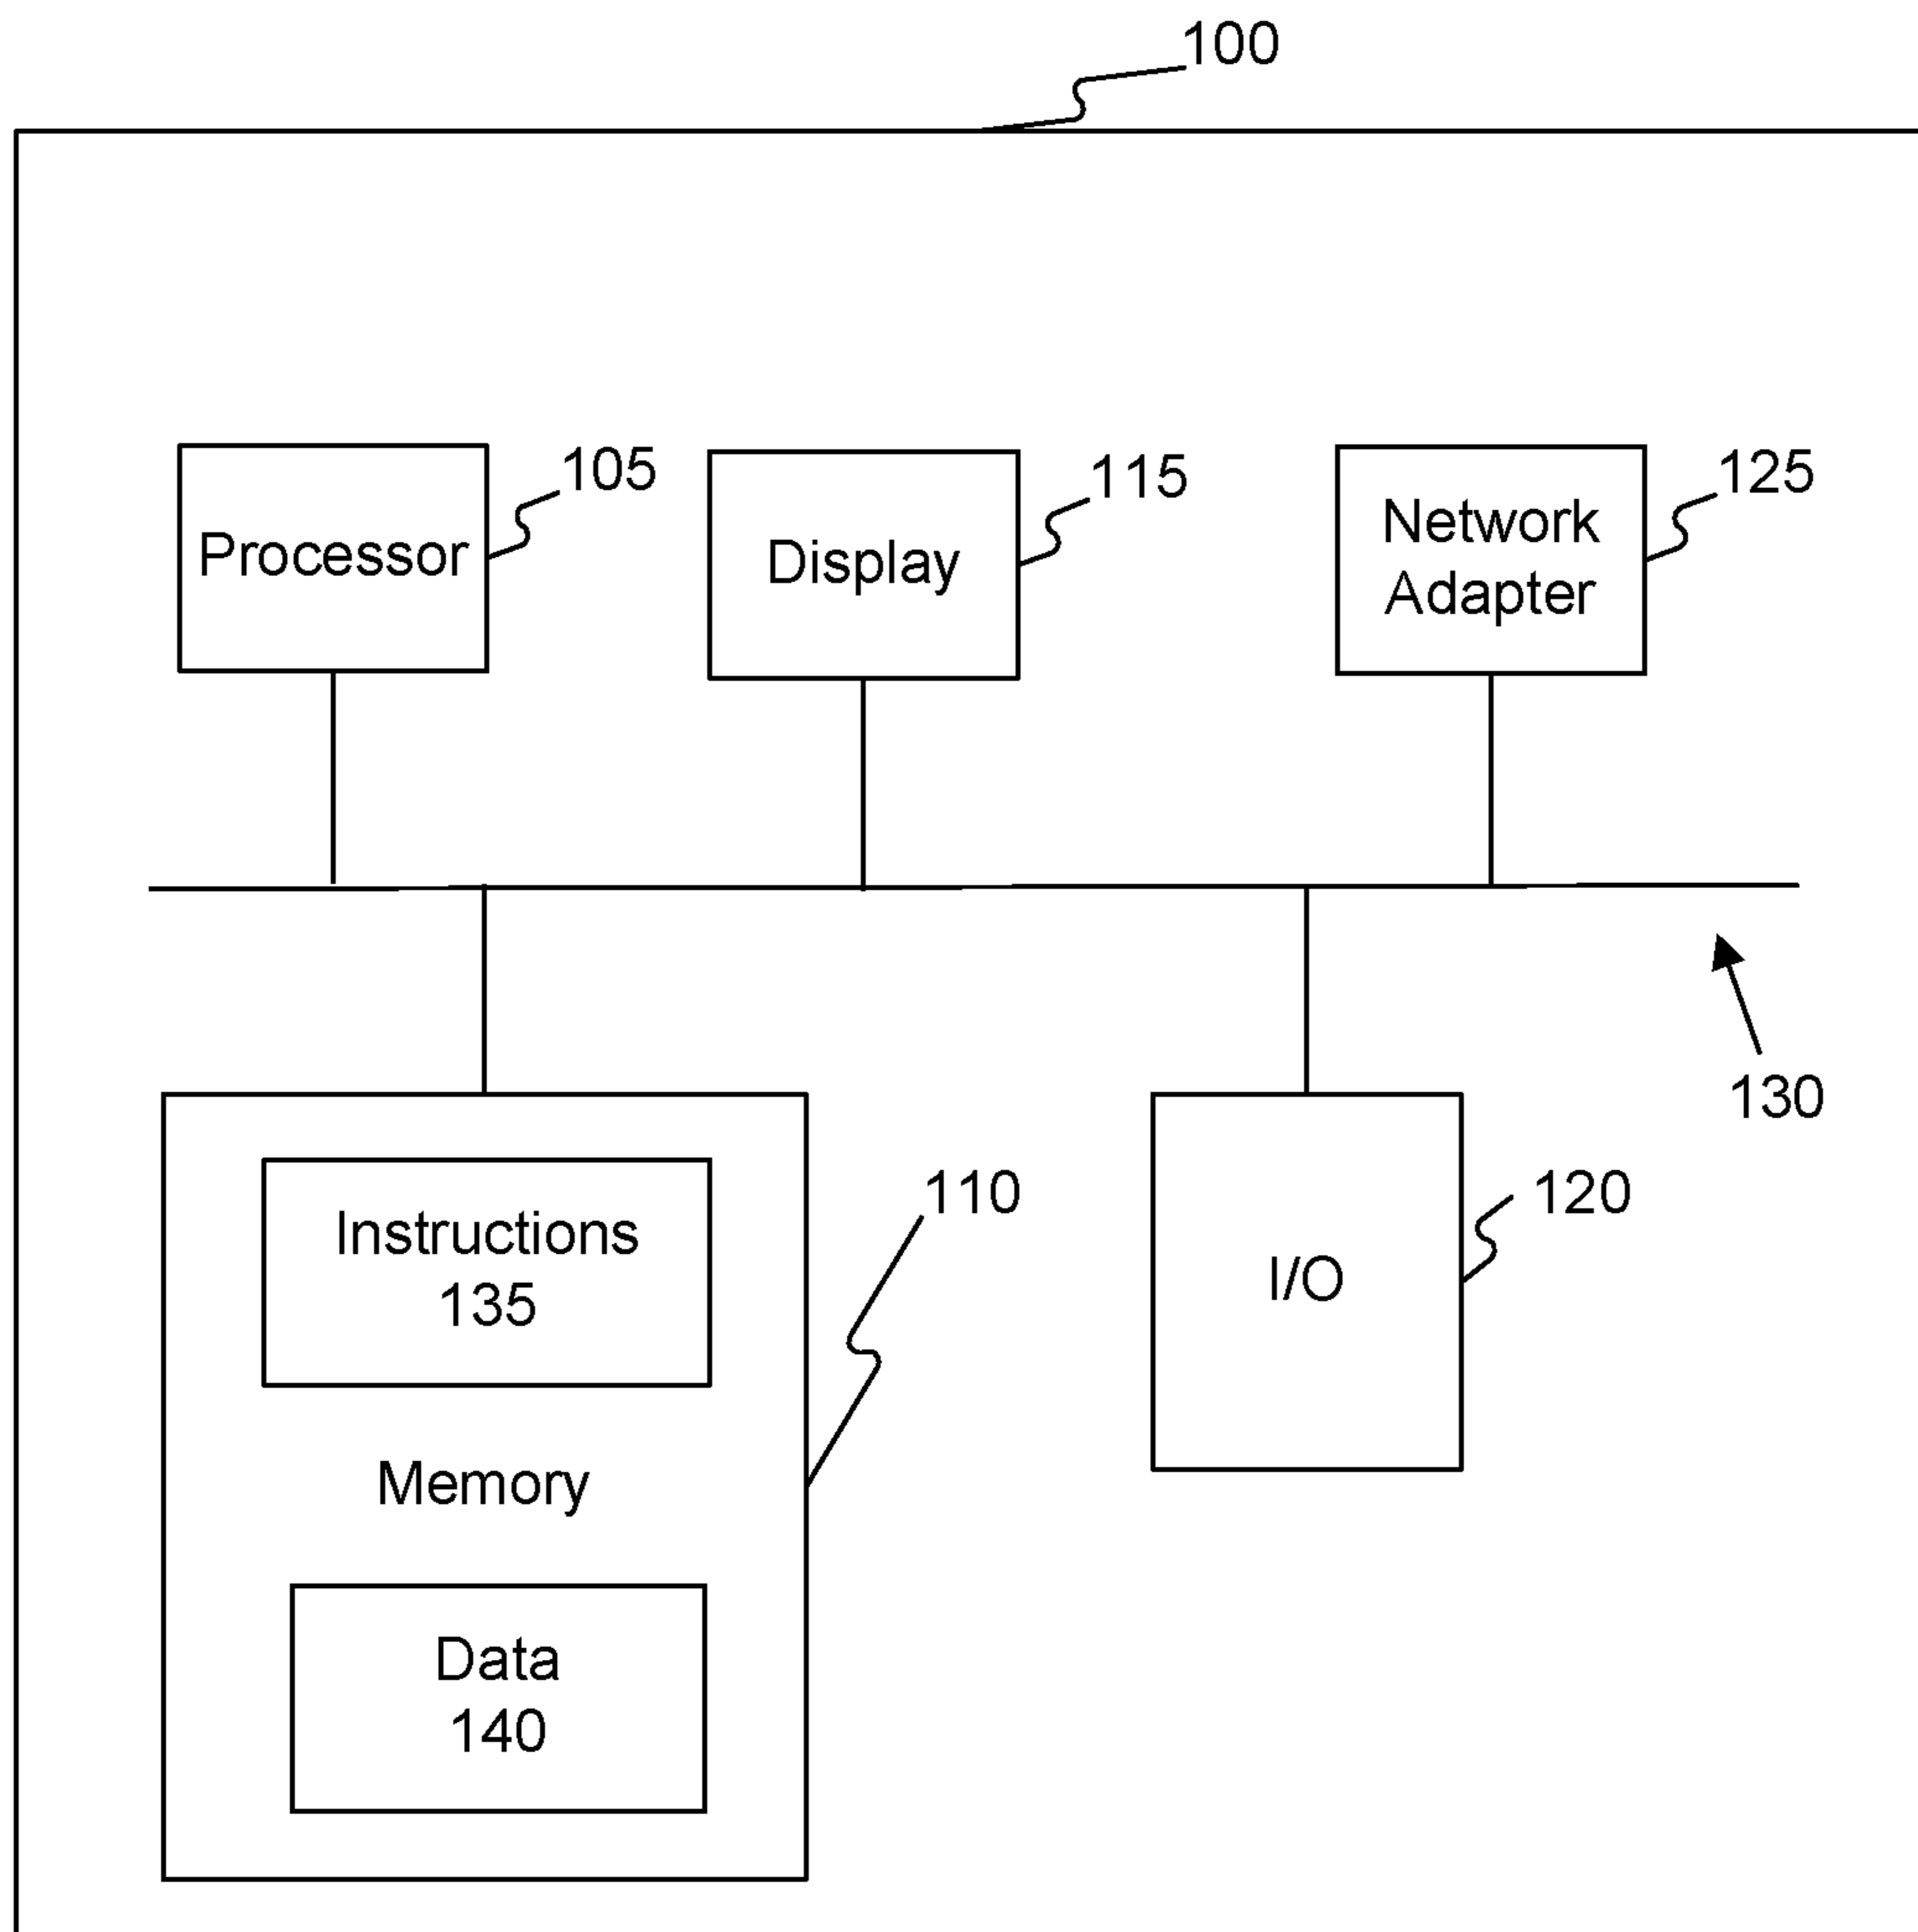 100
105
115
125
Processor
Display
Network
Adapter
130
110
120
Instructions
135
I/O
Memory
Data
140